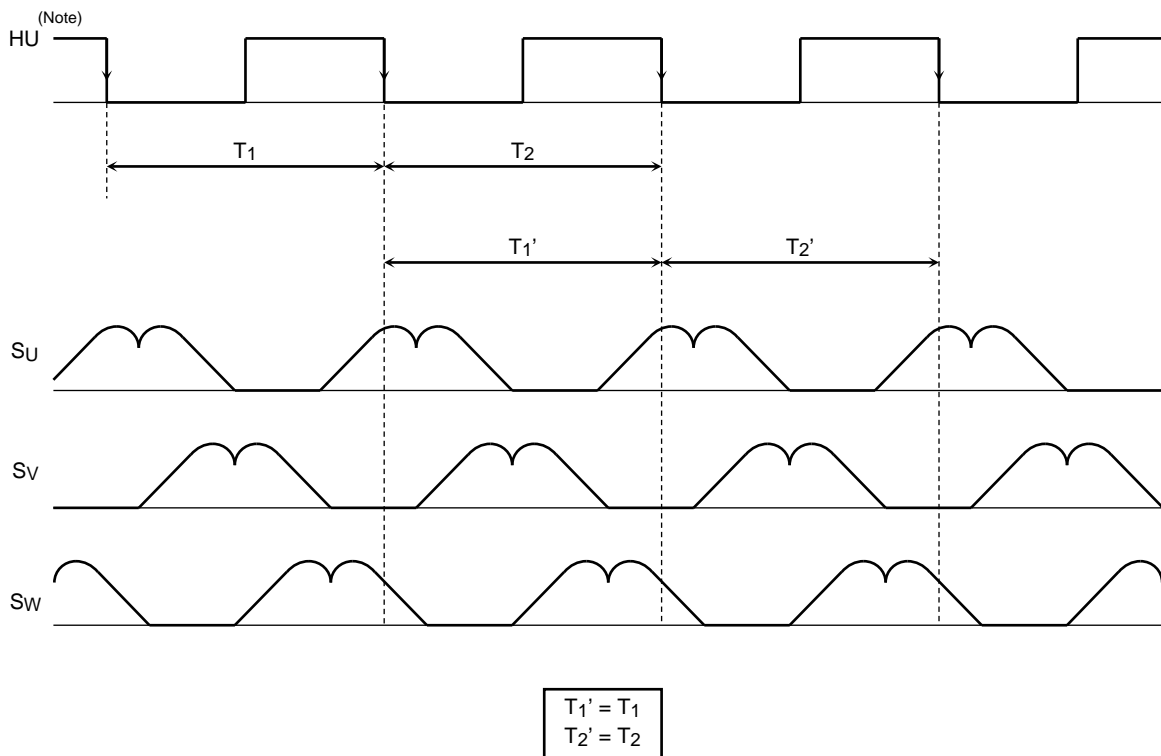 (Note)
HU
T1
T2
T1’
T2’
SU
SV
SW
T1’ = T1
T2’ = T2